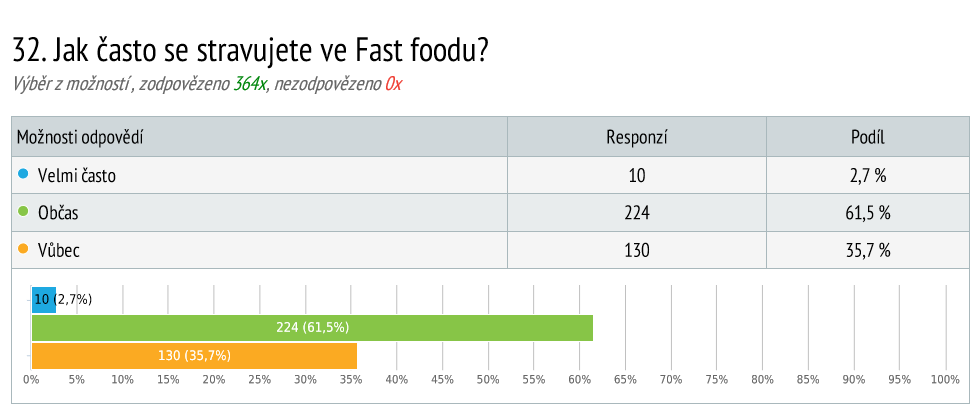 32. Jak často se stravujete ve Fast foodu?
Výběr z možností , zodpovězeno 364x, nezodpovězeno 0x
Možnosti odpovědí Responzí Podíl
Velmi často 10 2,7 %
Občas 224 61,5 %
Vůbec 130 35,7 %
10 (2,7%)
224 (61,5%)
130 (35,7%)
0% 5% 10% 15% 20% 25% 30% 35% 40% 45% 50% 55% 60% 65% 70% 75% 80% 85% 90% 95% 100%